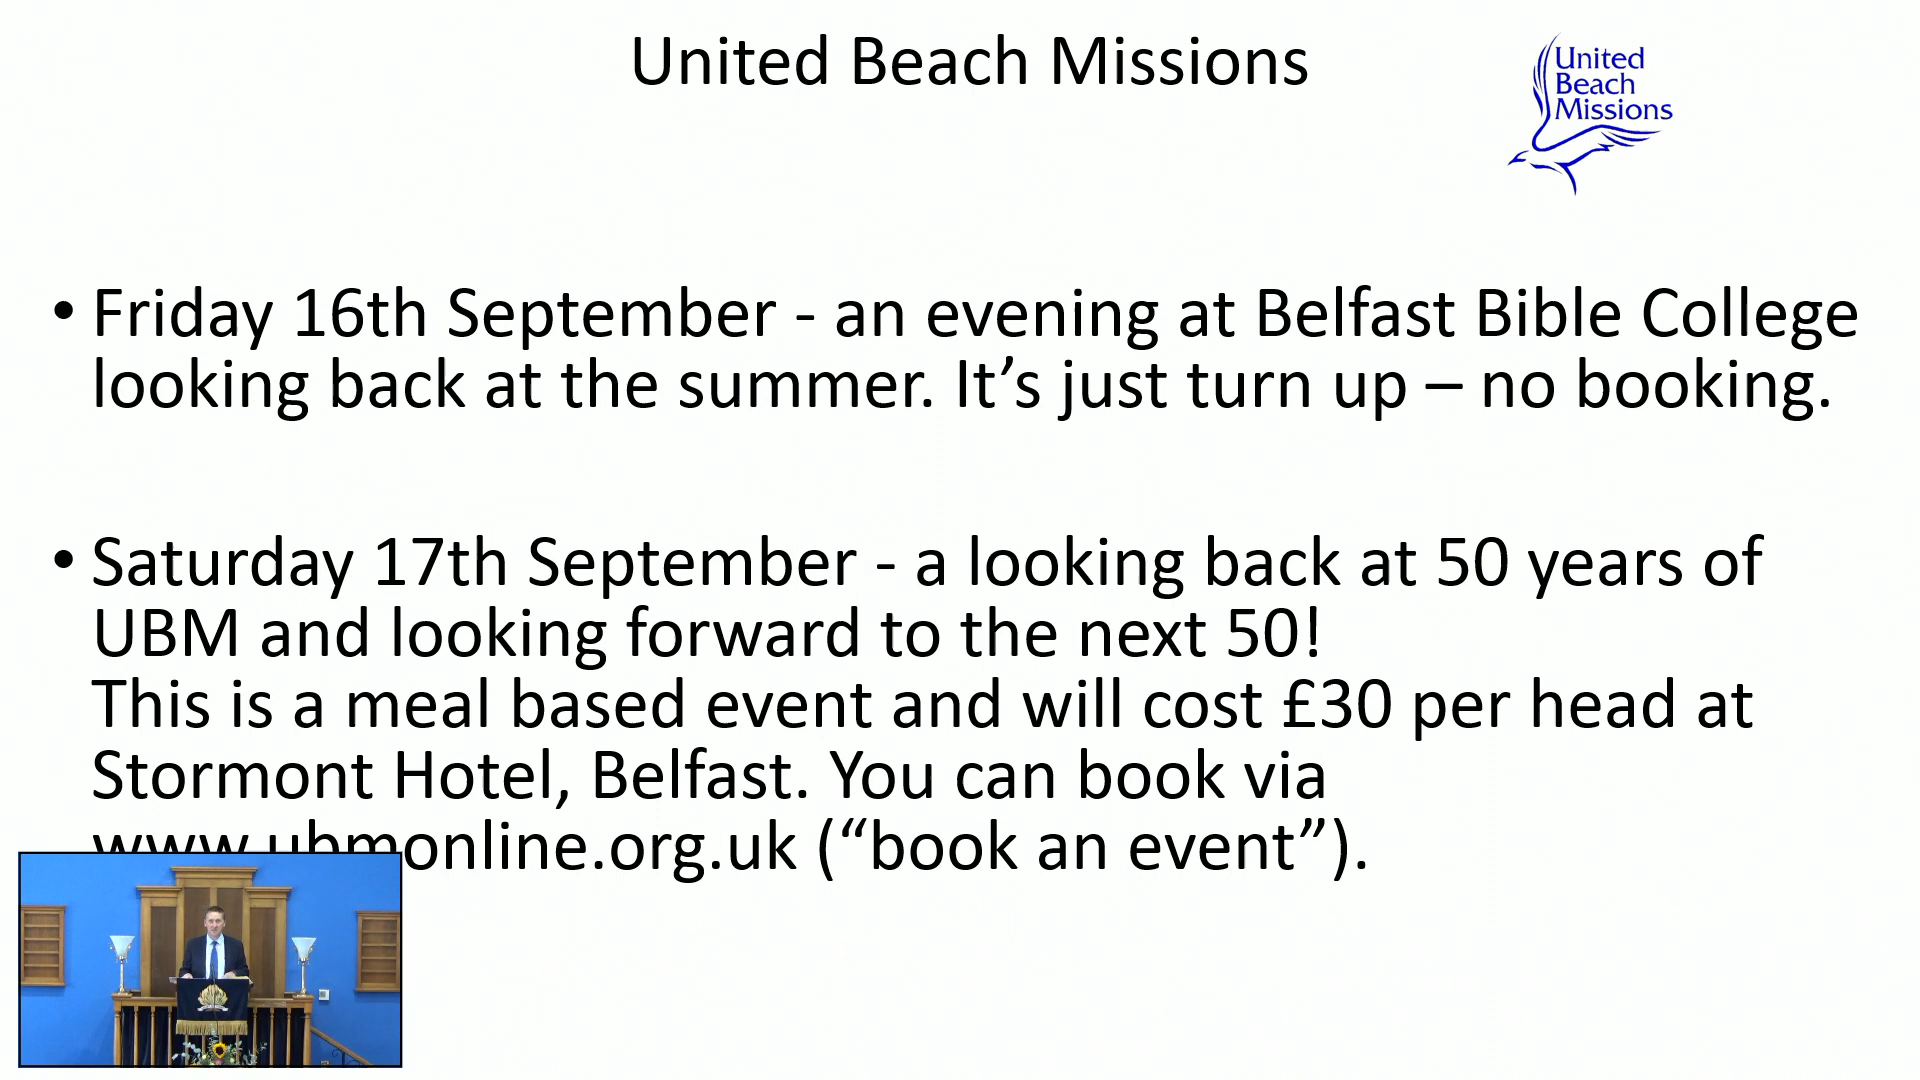 United Beach Missions
United
Beach
Missions
• Friday 16th September - an evening at Belfast Bible College
looking back at the summer. It’s just turn up – no booking.
• Saturday 17th September - a looking back at 50 years of
UBM and looking forward to the next 50!
This is a meal based event and will cost £30 per head at
Stormont Hotel, Belfast. You can book via
www.ubmonline.org.uk (“book an event”).